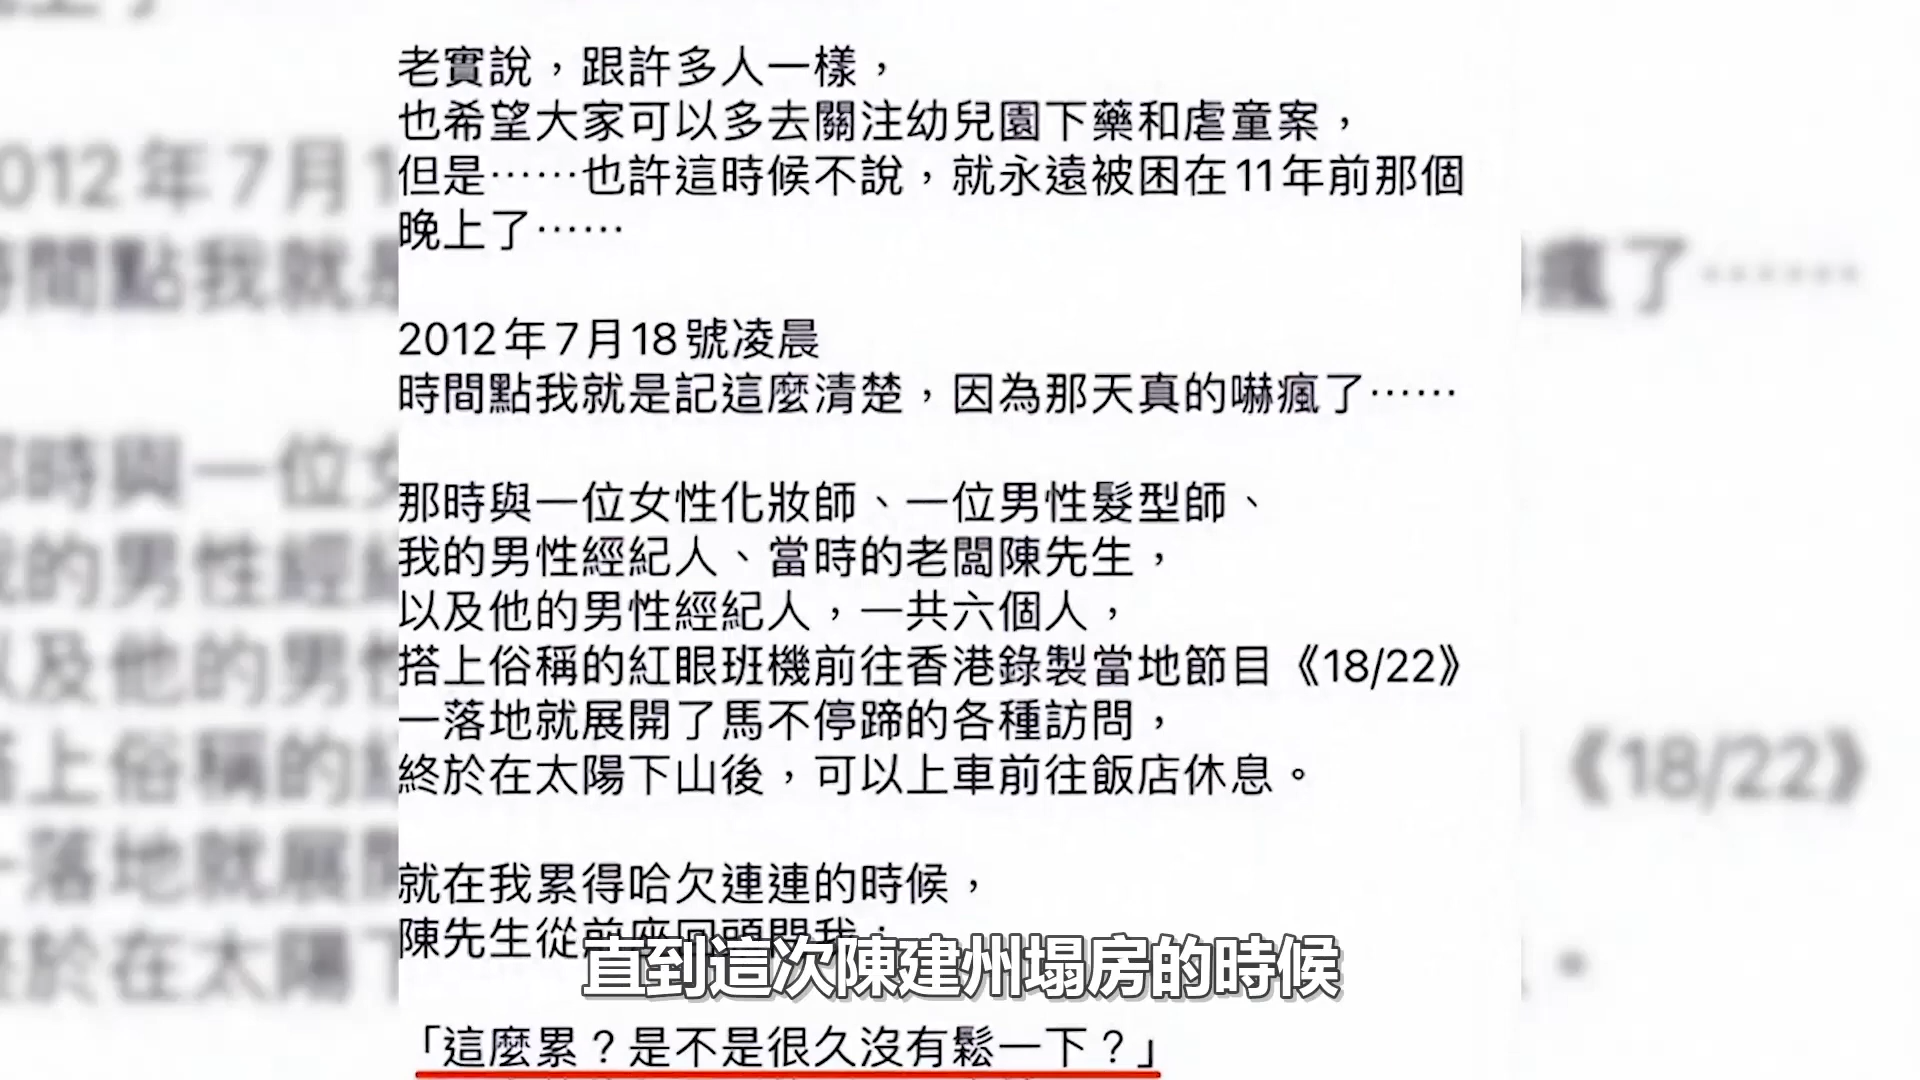 老實說，跟許多人一樣，
也希望大家可以多去關注幼兒園下藥和虐童案，
但是⋯⋯也許這時候不說，就永遠被困在11年前那個
晚上了⋯⋯
2012年7月18號凌晨
時間點我就是記這麼清楚，因為那天真的嚇瘋了⋯⋯
那時與一位女性化妝師、一位男性髮型師、
我的男性經紀人、當時的老闆陳先生，
以及他的男性經紀人，一共六個人，
搭上俗稱的紅眼班機前往香港錄製當地節目《18/22》
一落地就展開了馬不停蹄的各種訪問，
終於在太陽下山後，可以上車前往飯店休息。
就在我累得哈欠連連的時候，
陳先生從前座回頭問我：
直到這次陳建州塌房的時候
「這麼累？是不是很久沒有鬆一下？」